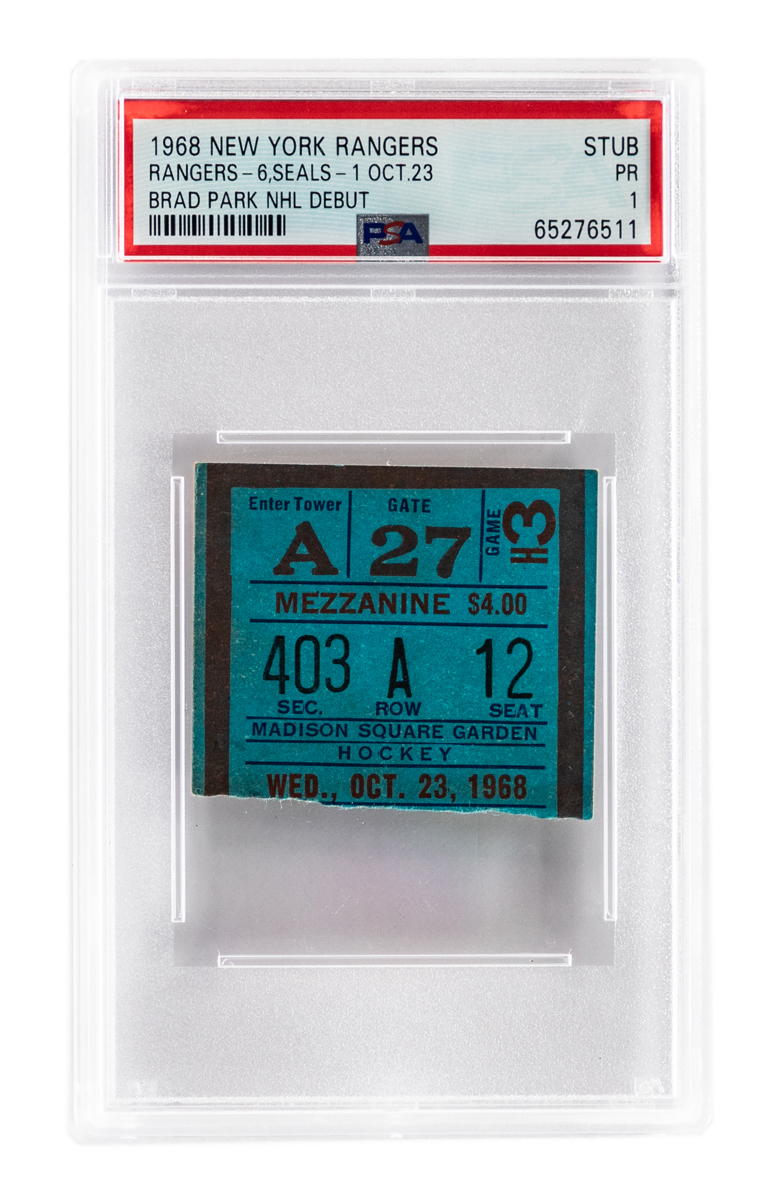 1968 NEW YORK RANGERS STUB
RANGERS-6,SEALS-1 OCT.23 PR
BRAD PARK NHL DEBUT 1
PSA 65276511
Enter Tower GATE GAME
A 27 H3
MEZZANINE $4.00
403 A 12
SEC. ROW SEAT
MADISON SQUARE GARDEN
HOCKEY
WED., OCT. 23, 1968